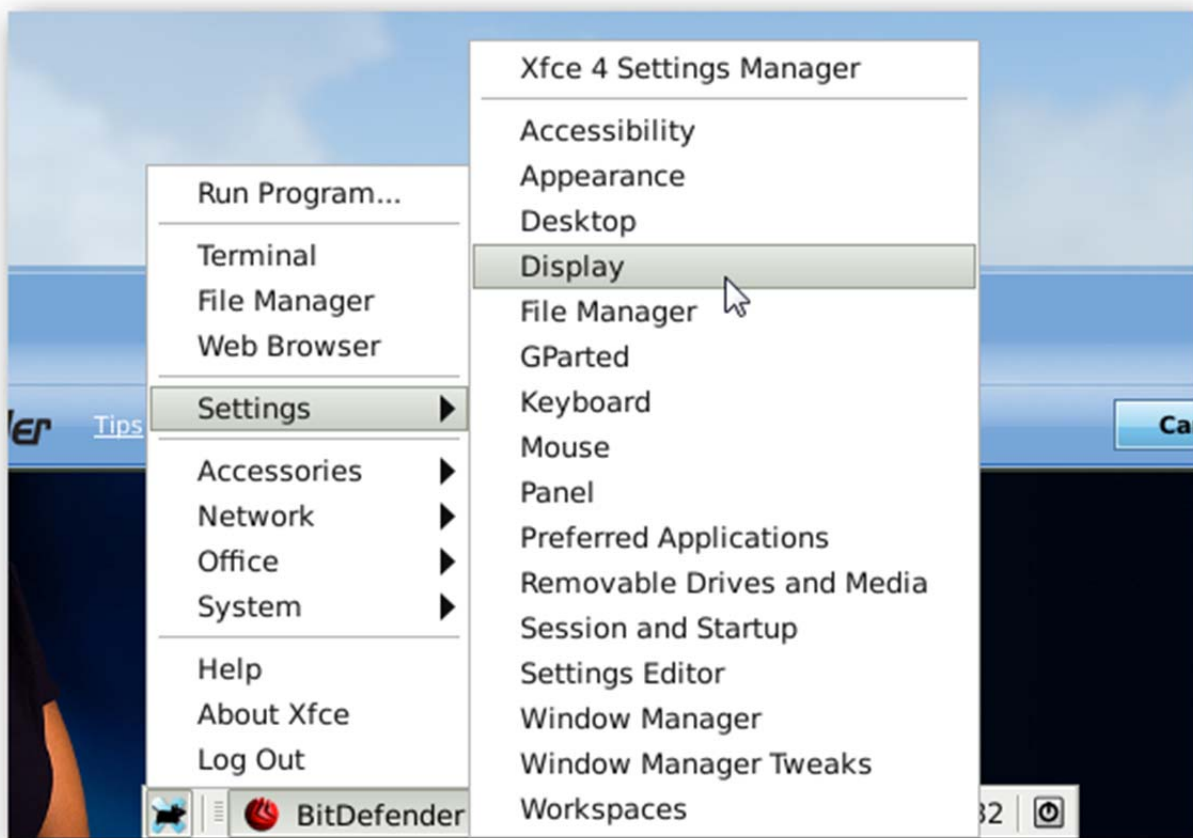 Run Program...
Terminal
File Manager
Web Browser
Settings
Accessories
Network
Office
System
Help
About Xfce
Log Out
Xfce 4 Settings Manager
Accessibility
Appearance
Desktop
Display
File Manager
GParted
Keyboard
Mouse
Panel
Preferred Applications
Removable Drives and Media
Session and Startup
Settings Editor
Window Manager
Window Manager Tweaks
Workspaces
Tips
BitDefender